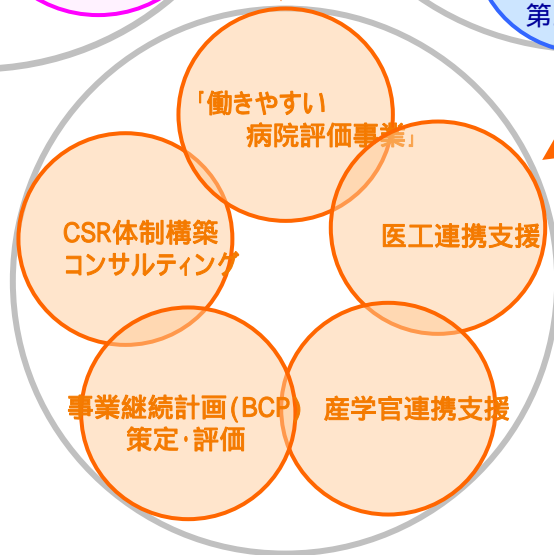 第
「働きやすい
病院評価事業」
CSR体制構築
コンサルティング
医工連携支援
事業継続計画(BCP)
策定・評価
産学官連携支援